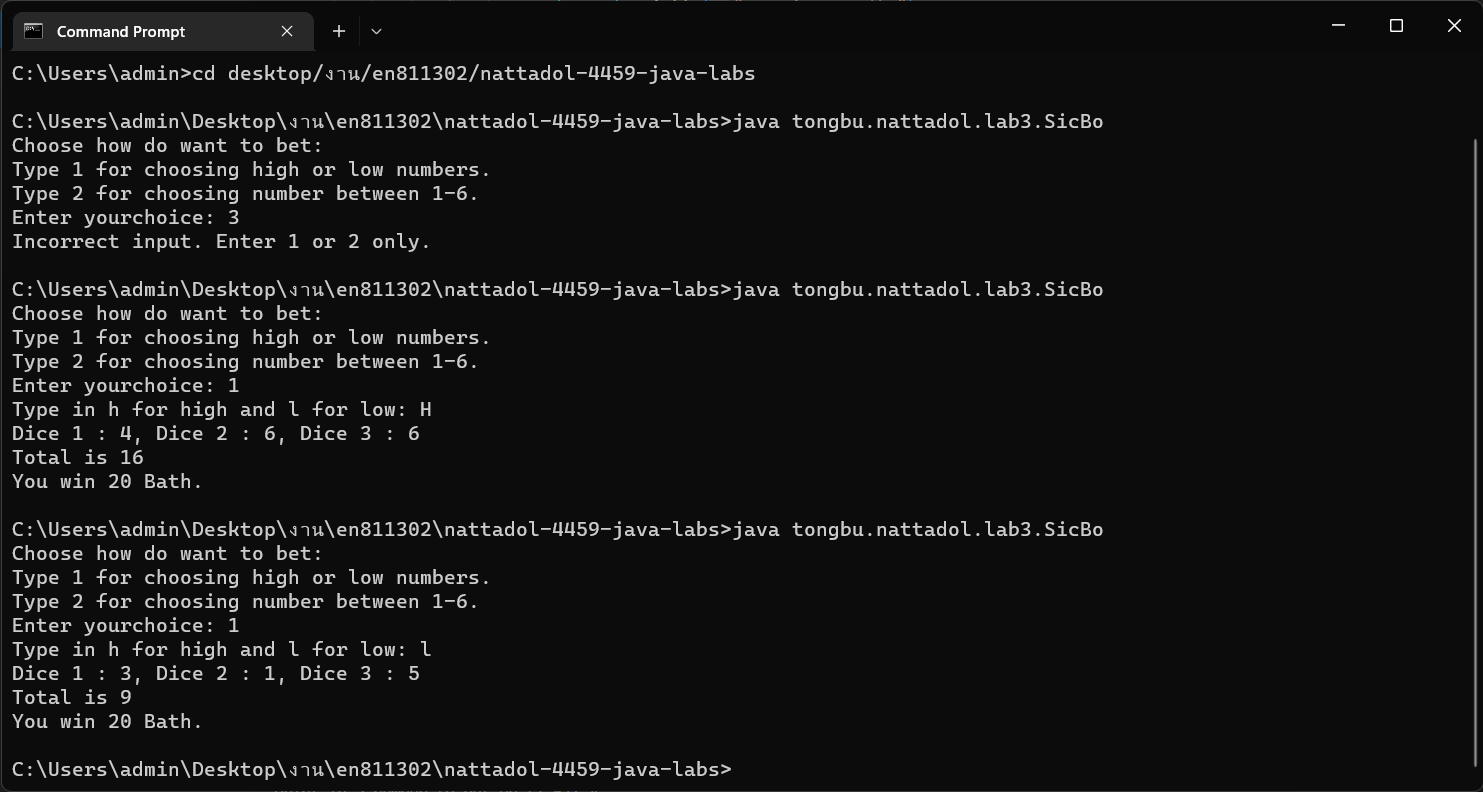 Command Prompt
C:\Users\admin>cd desktop/งาน/en811302/nattadol-4459-java-labs
C:\Users\admin\Desktop\งาน\en811302\nattadol-4459-java-labs>java tongbu.nattadol.lab3.SicBo
Choose how do want to bet:
Type 1 for choosing high or low numbers.
Type 2 for choosing number between 1-6.
Enter yourchoice: 3
Incorrect input. Enter 1 or 2 only.
C:\Users\admin\Desktop\งาน\en811302\nattadol-4459-java-labs>java tongbu.nattadol.lab3.SicBo
Choose how do want to bet:
Type 1 for choosing high or low numbers.
Type 2 for choosing number between 1-6.
Enter yourchoice: 1
Type in h for high and l for low: H
Dice 1 : 4, Dice 2 : 6, Dice 3 : 6
Total is 16
You win 20 Bath.
C:\Users\admin\Desktop\งาน\en811302\nattadol-4459-java-labs>java tongbu.nattadol.lab3.SicBo
Choose how do want to bet:
Type 1 for choosing high or low numbers.
Type 2 for choosing number between 1-6.
Enter yourchoice: 1
Type in h for high and l for low: l
Dice 1 : 3, Dice 2 : 1, Dice 3 : 5
Total is 9
You win 20 Bath.
C:\Users\admin\Desktop\งาน\en811302\nattadol-4459-java-labs>